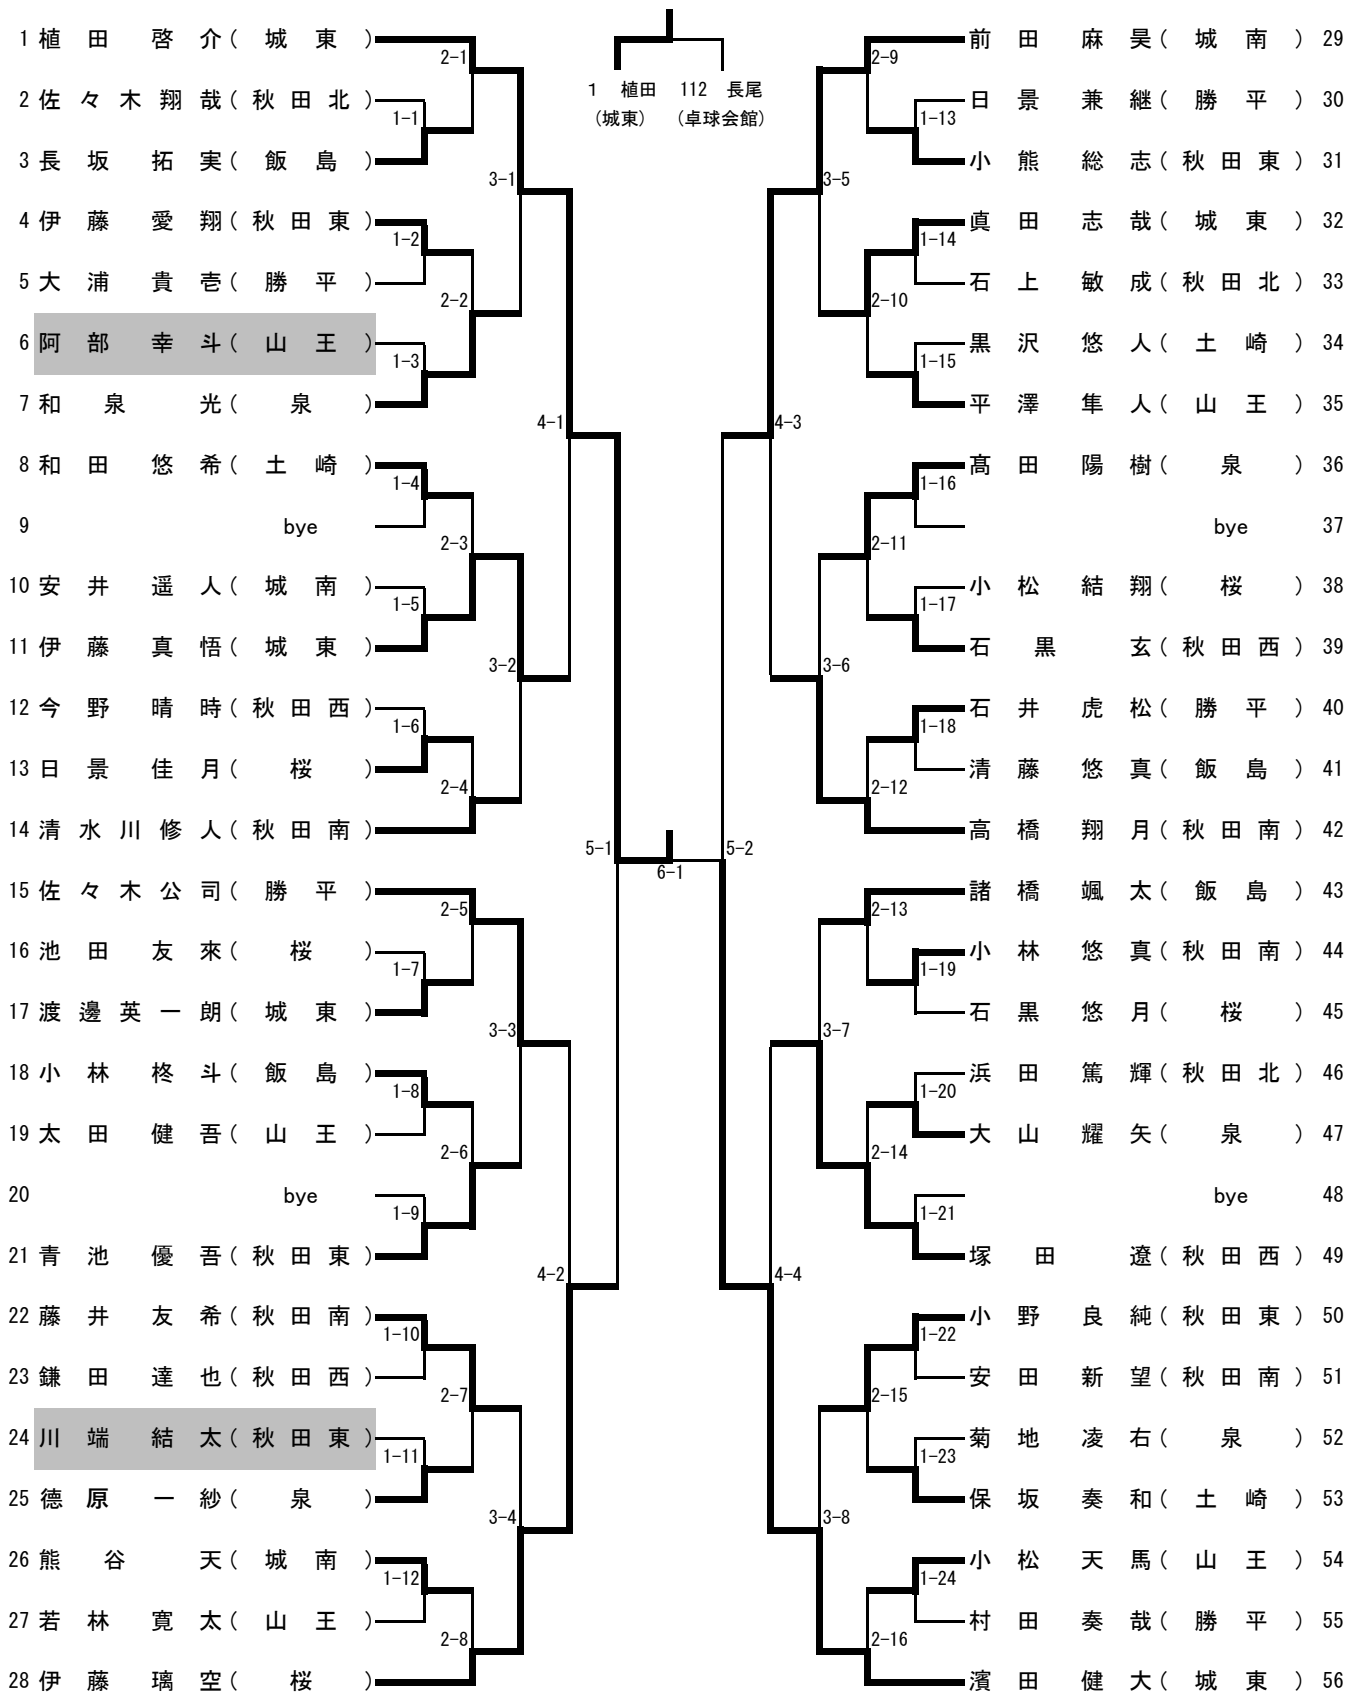 1 植田 啓介(城東)
2 佐々木翔哉(秋田北)
3 長坂 拓実(飯島)
4 伊藤 愛翔(秋田東)
5 大浦 貴壱(勝平)
6 阿部 幸斗(山王)
7 和泉 光(泉)
8 和田 悠希(土崎)
9 bye
10 安井 遥人(城南)
11 伊藤 真悟(城東)
12 今野 晴時(秋田西)
13 日景 佳月(桜)
14 清水川修人(秋田南)
15 佐々木公司(勝平)
16 池田 友來(桜)
17 渡邊英一朗(城東)
18 小林 柊斗(飯島)
19 太田 健吾(山王)
20 bye
21 青池 優吾(秋田東)
22 藤井 友希(秋田南)
23 鎌田 達也(秋田西)
24 川端 結太(秋田東)
25 德原 一紗(泉)
26 熊谷 天(城南)
27 若林 寛太(山王)
28 伊藤 璃空(桜)
1-1
1-2
1-3
1-4
1-5
1-6
1-7
1-8
1-9
1-10
1-11
1-12
2-1
2-2
2-3
2-4
2-5
2-6
2-7
2-8
3-1
3-2
3-3
3-4
4-1
4-2
5-1
1 植田 112 長尾
(城東) (卓球会館)
6-1
5-2
4-3
4-4
3-5
3-6
3-7
3-8
2-9
2-10
2-11
2-12
2-13
2-14
2-15
2-16
1-13
1-14
1-15
1-16
1-17
1-18
1-19
1-20
1-21
1-22
1-23
1-24
前田 麻昊(城南) 29
日景 兼継(勝平) 30
小熊 総志(秋田東) 31
眞田 志哉(城東) 32
石上 敏成(秋田北) 33
黒沢 悠人(土崎) 34
平澤 隼人(山王) 35
髙田 陽樹(泉) 36
bye 37
小松 結翔(桜) 38
石黒 玄(秋田西) 39
石井 虎松(勝平) 40
清藤 悠真(飯島) 41
高橋 翔月(秋田南) 42
諸橋 颯太(飯島) 43
小林 悠真(秋田南) 44
石黒 悠月(桜) 45
浜田 篤輝(秋田北) 46
大山 耀矢(泉) 47
bye 48
塚田 遼(秋田西) 49
小野 良純(秋田東) 50
安田 新望(秋田南) 51
菊地 凌右(泉) 52
保坂 奏和(土崎) 53
小松 天馬(山王) 54
村田 奏哉(勝平) 55
濱田 健大(城東) 56